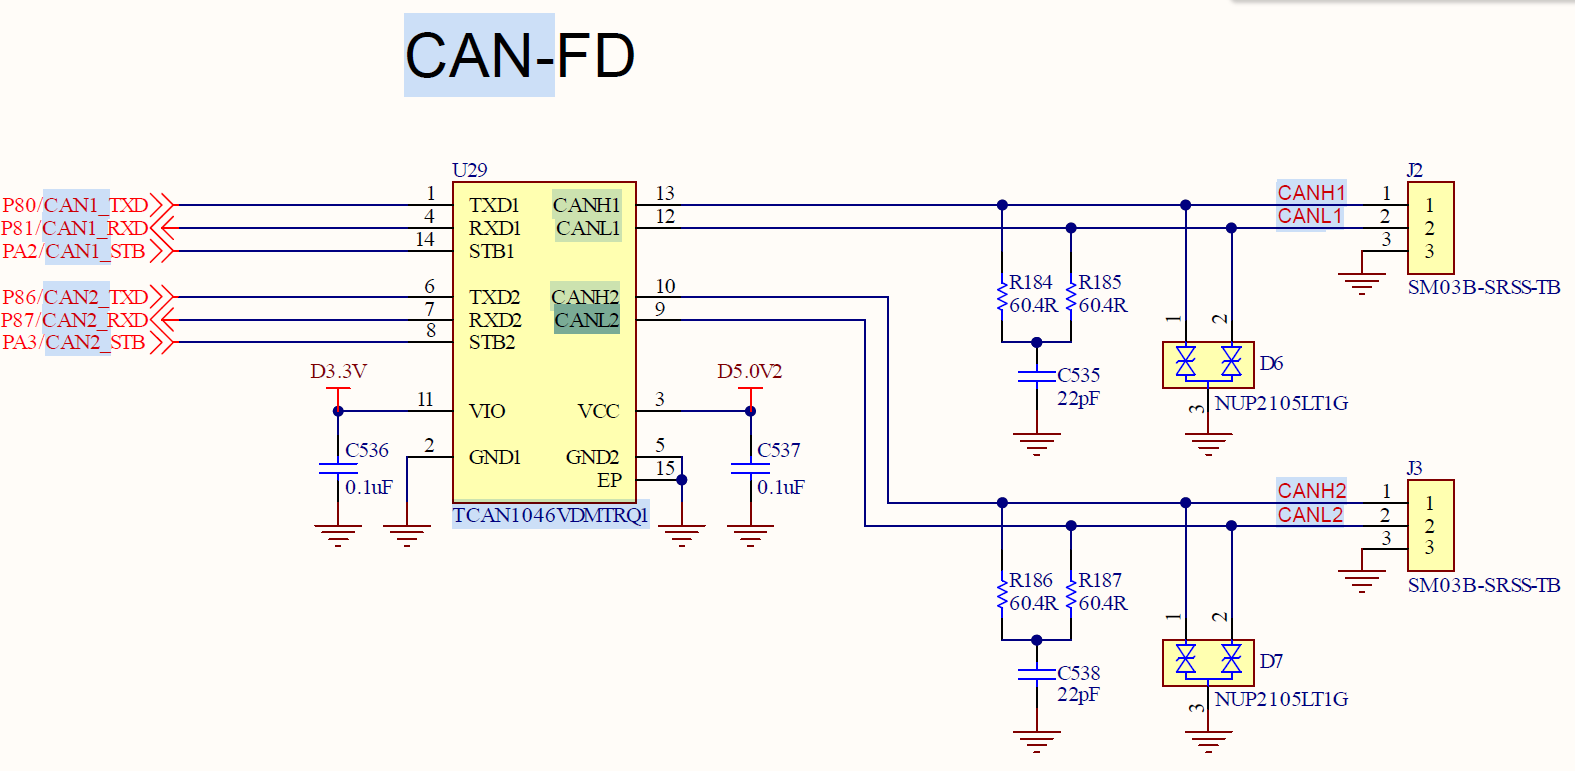 CAN-FD
U29
J2
P80/CAN1_TXD 1 TXD1 CANH1 13 CANH1 1 1
P81/CAN1_RXD 4 RXD1 CANL1 12 CANL1 2 2
PA2/CAN1_STB 14 STB1 3 3
SM03B-SRSS-TB
P86/CAN2_TXD 6 TXD2 CANH2 10
P87/CAN2_RXD 7 RXD2 CANL2 9
PA3/CAN2_STB 8 STB2
R184 R185
60.4R 60.4R
1 2
D6
C535
22pF
3 NUP2105LT1G
D3.3V D5.0V2
11 VIO VCC 3
2 GND1 GND2 5
EP 15
C536 C537
0.1uF 0.1uF
TCAN1046VDMTRQ1
J3
CANH2 1 1
CANL2 2 2
3 3
SM03B-SRSS-TB
R186 R187
60.4R 60.4R
1 2
D7
C538
22pF
3 NUP2105LT1G